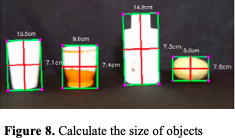 14.9cm
10.5cm
9.0cm
7.3cm
5.0cm
7.1cm
7.4cm
7.6cm
Figure 8. Calculate the size of objects